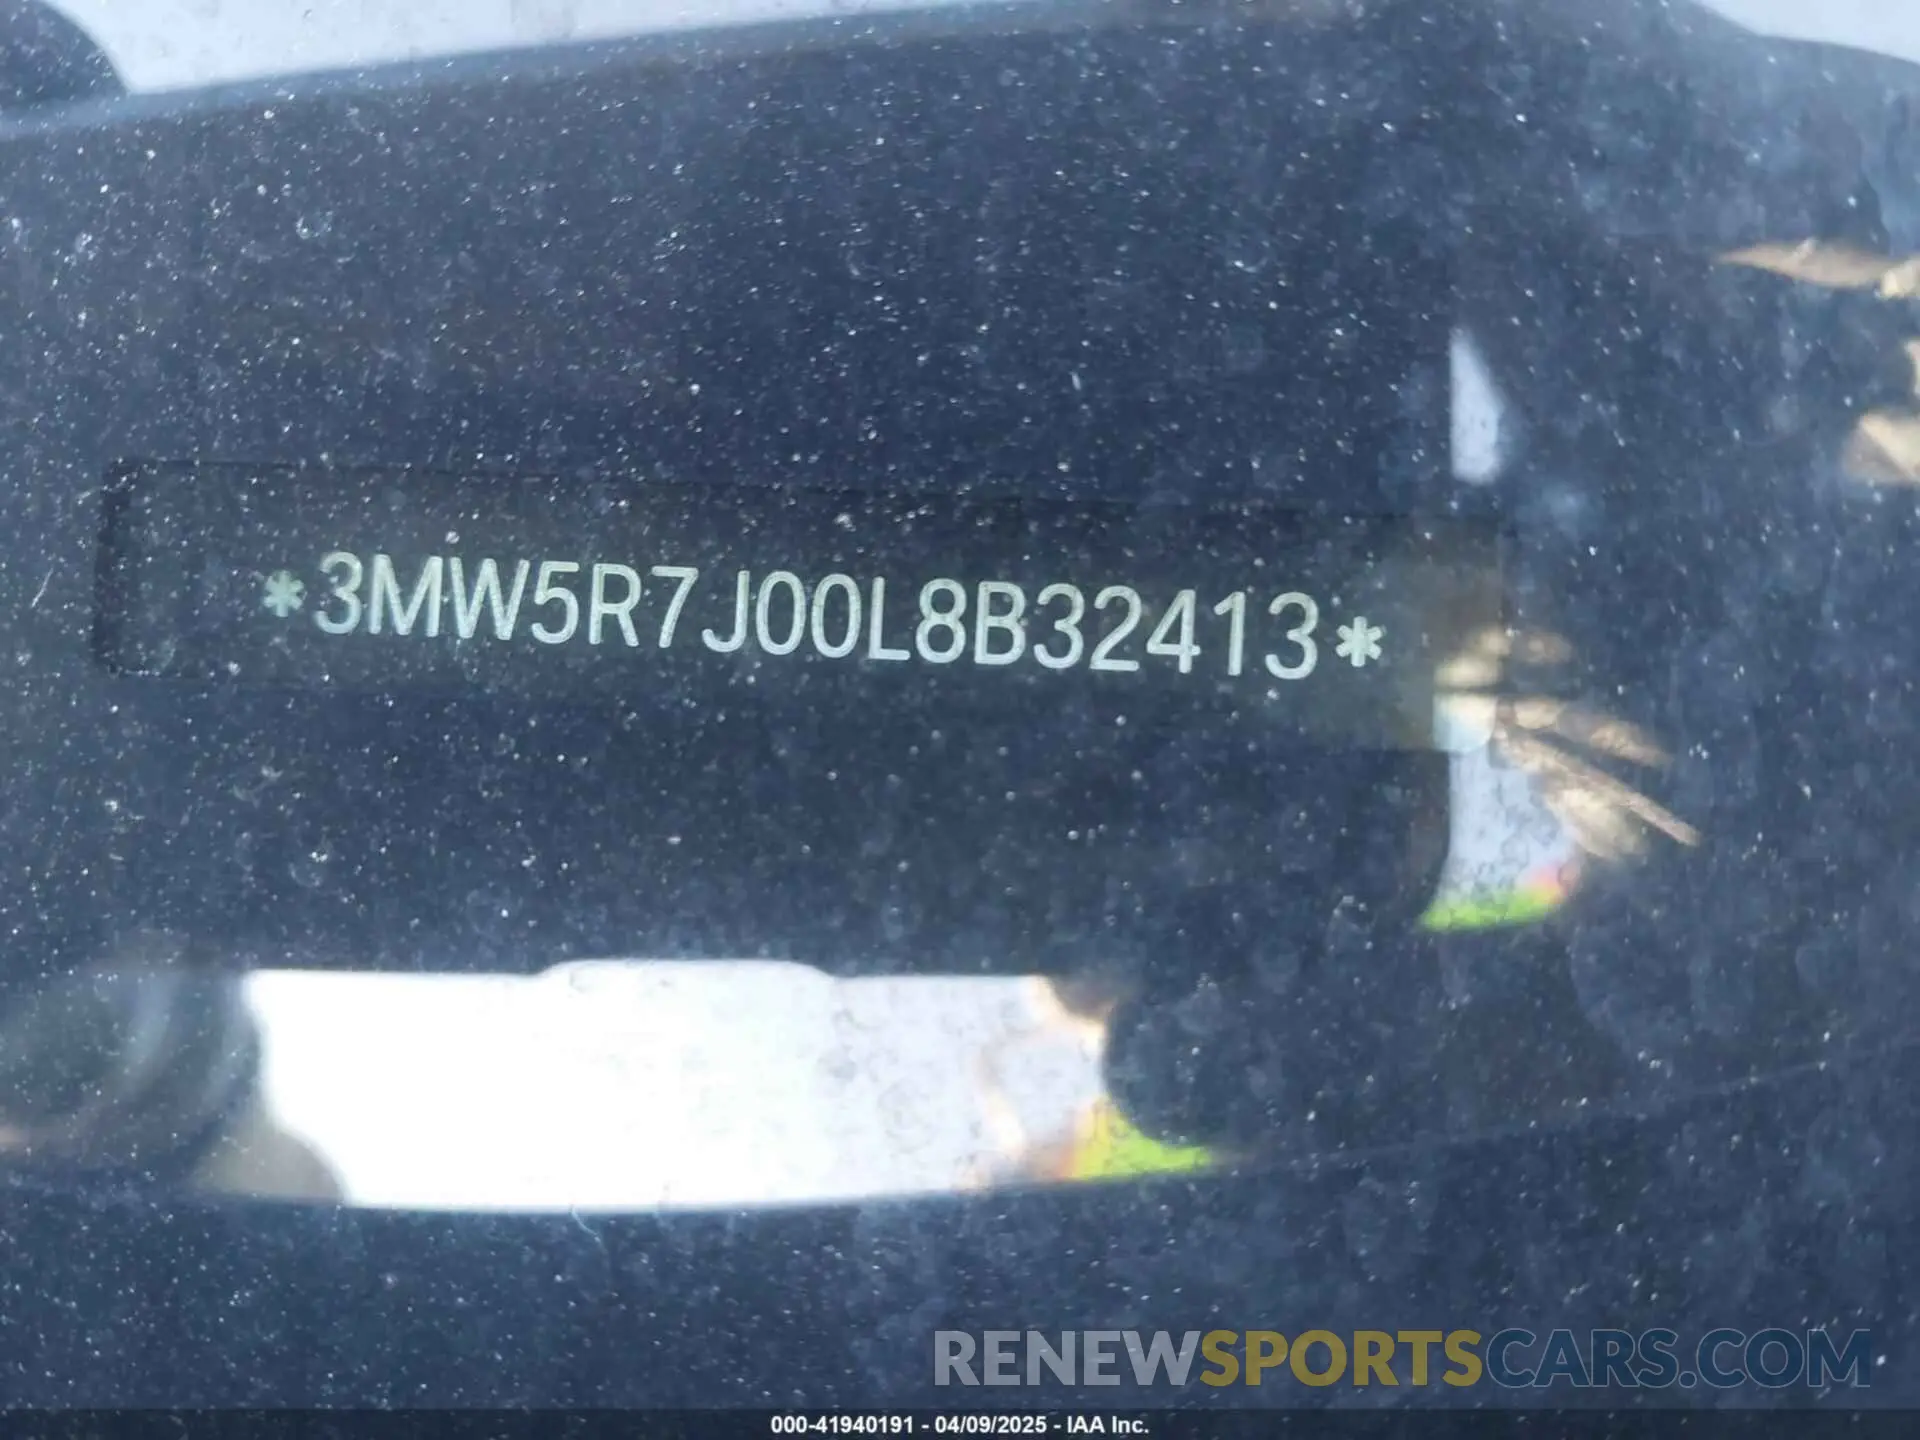 *3MW5R7J00L8B32413*
RENEWSPORTSCARS.COM
000-41940191 - 04/09/2025 - IAA Inc.